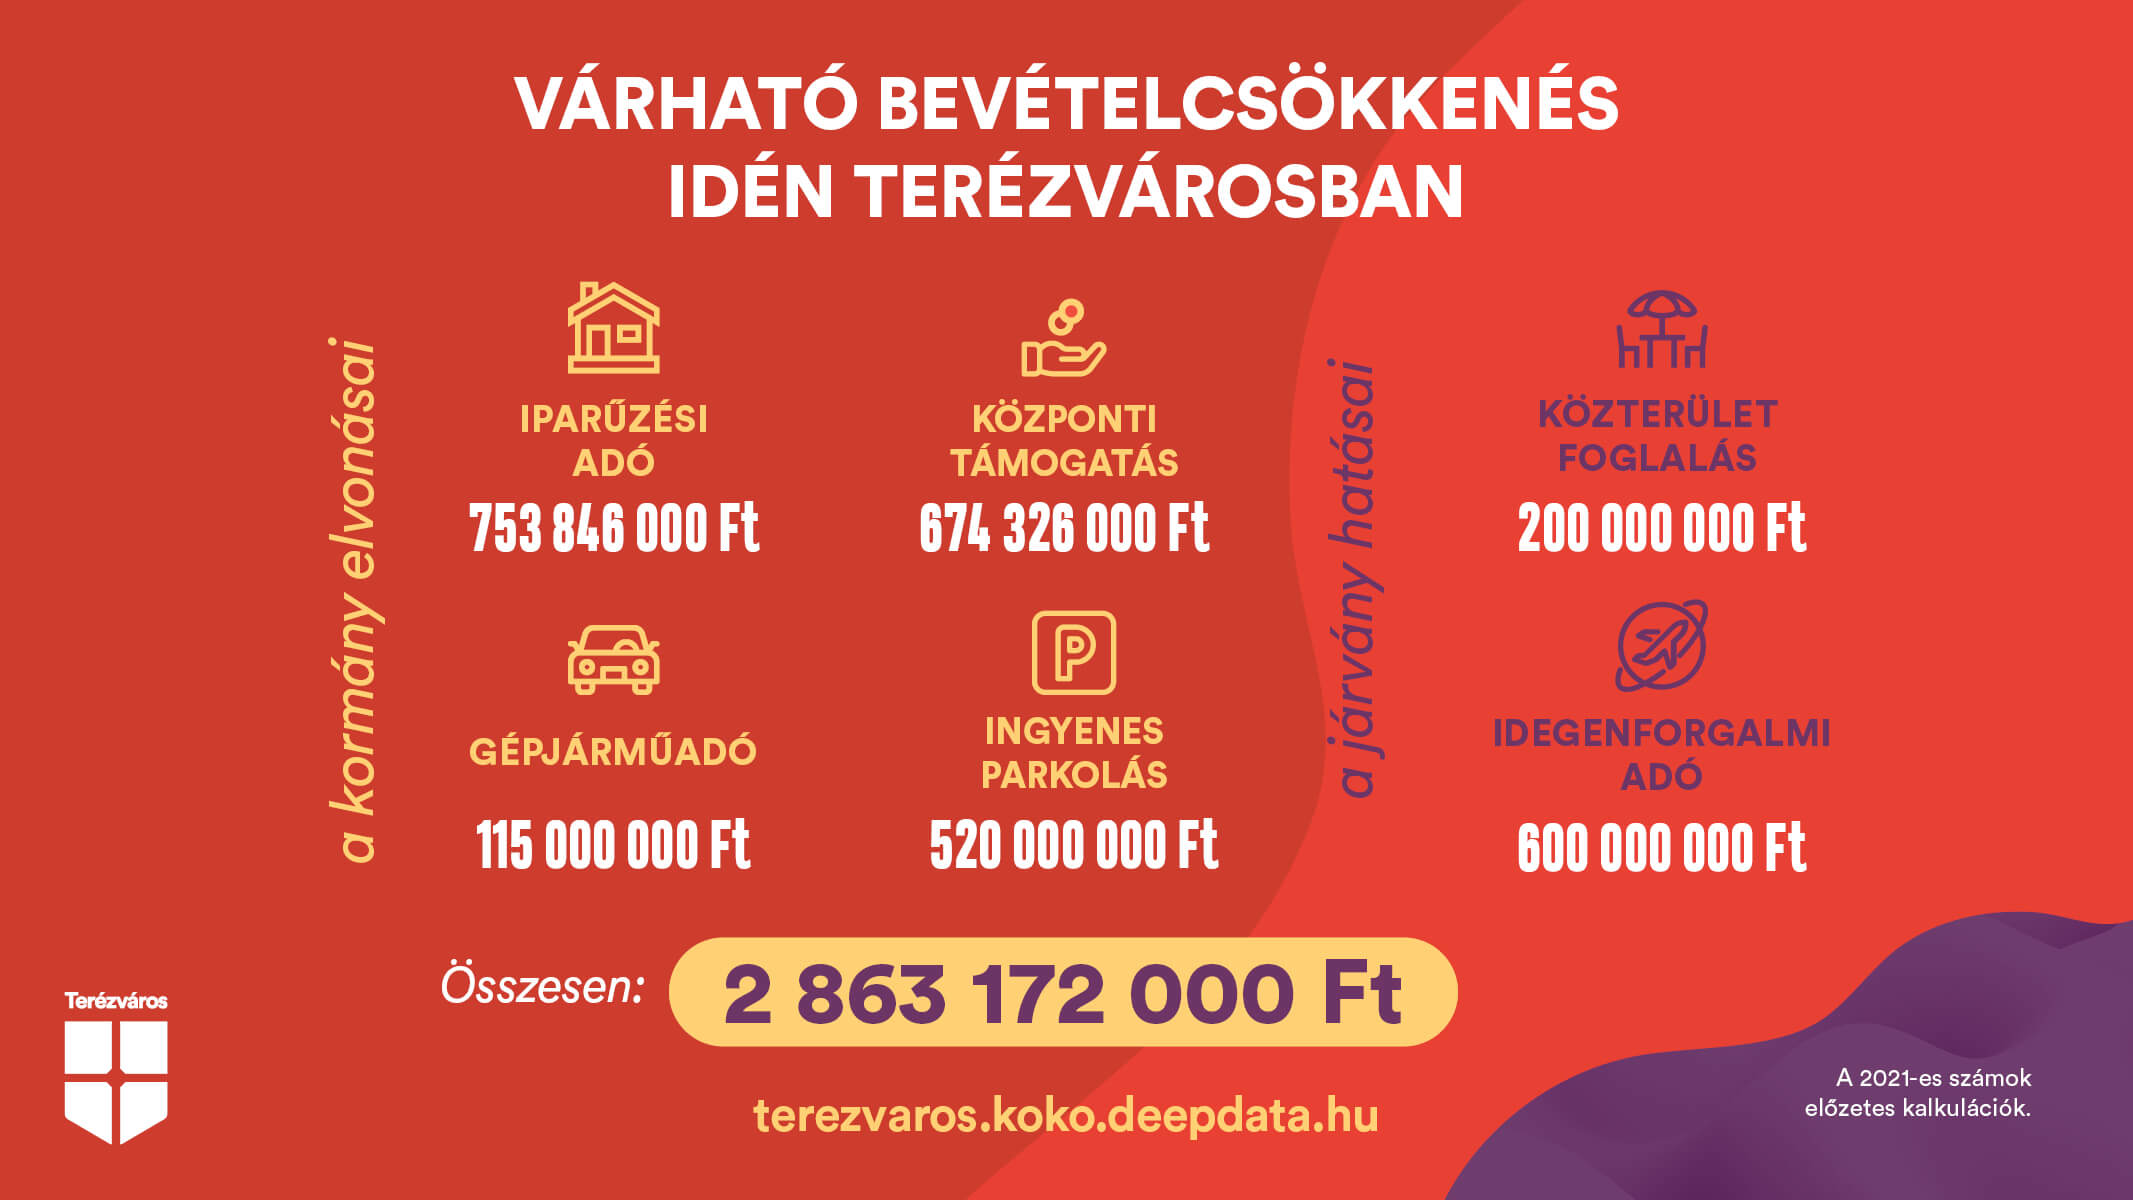 VÁRHATÓ BEVÉTELCSÖKKENÉS
IDÉN TERÉZVÁROSBAN
a kormány elvonásai
IPARŰZÉSI
ADÓ
753 846 000 Ft
KÖZPONTI
TÁMOGATÁS
674 326 000 Ft
GÉPJÁRMŰADÓ
115 000 000 Ft
P
INGYENES
PARKOLÁS
520 000 000 Ft
a járvány hatásai
KÖZTERÜLET
FOGLALÁS
200 000 000 Ft
IDEGENFORGALMI
ADÓ
600 000 000 Ft
Összesen: 2 863 172 000 Ft
terezvaros.koko.deepdata.hu
Terézváros
A 2021-es számok
előzetes kalkulációk.